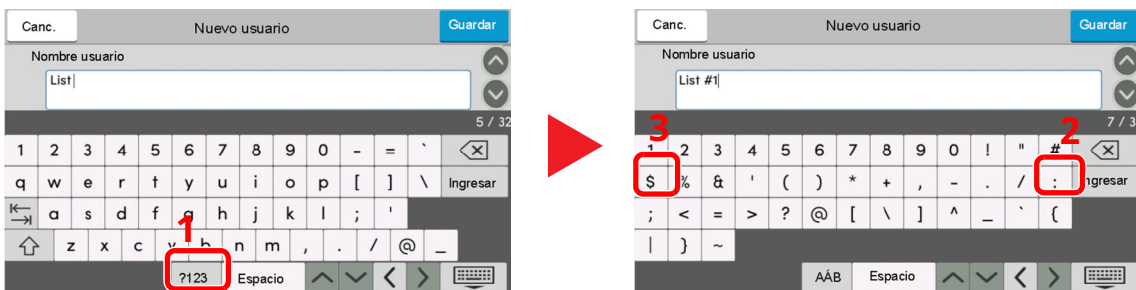 Canc. Nuevo usuario Guardar
Nombre usuario
List
5 / 32
1 2 3 4 5 6 7 8 9 0 - = `
q w e r t y u i o p [ ] \ Ingresar
a s d f g h j k l ; '
1
z x c v b n m , . / @ _
?123 Espacio
Canc. Nuevo usuario Guardar
Nombre usuario
List #1
7 / 3
3 2
1 2 3 4 5 6 7 8 9 0 ! " #
$ % & ' ( ) * + , - . / : Ingresar
; < = > ? @ [ \ ] ^ _ ` {
| } ~
AÁB Espacio